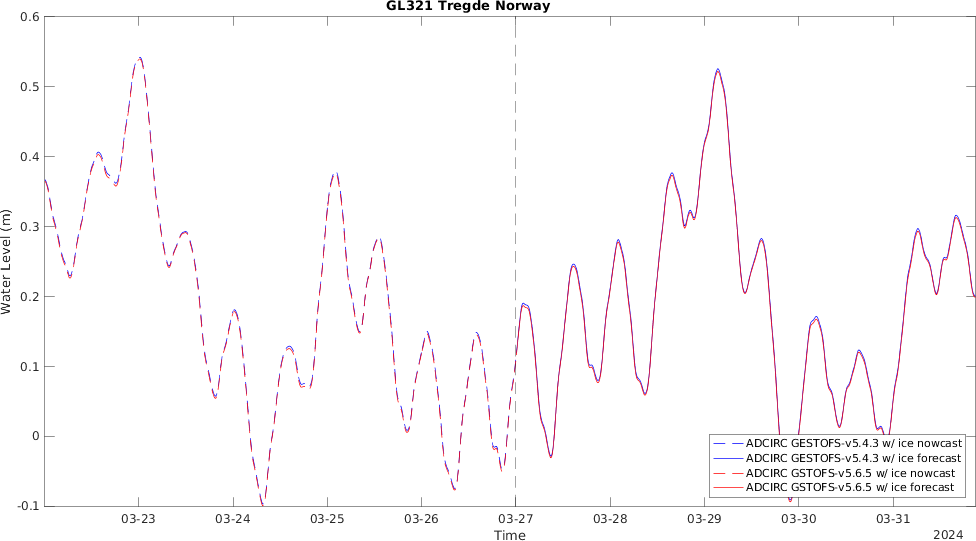 GL321 Tregde Norway
0.6
0.5
0.4
0.3
0.2
0.1
0
-0.1
Water Level (m)
ADCIRC GESTOFS-v5.4.3 w/ ice nowcast
ADCIRC GESTOFS-v5.4.3 w/ ice forecast
ADCIRC GSTOFS-v5.6.5 w/ ice nowcast
ADCIRC GSTOFS-v5.6.5 w/ ice forecast
03-23 03-24 03-25 03-26 03-27 03-28 03-29 03-30 03-31
Time
2024